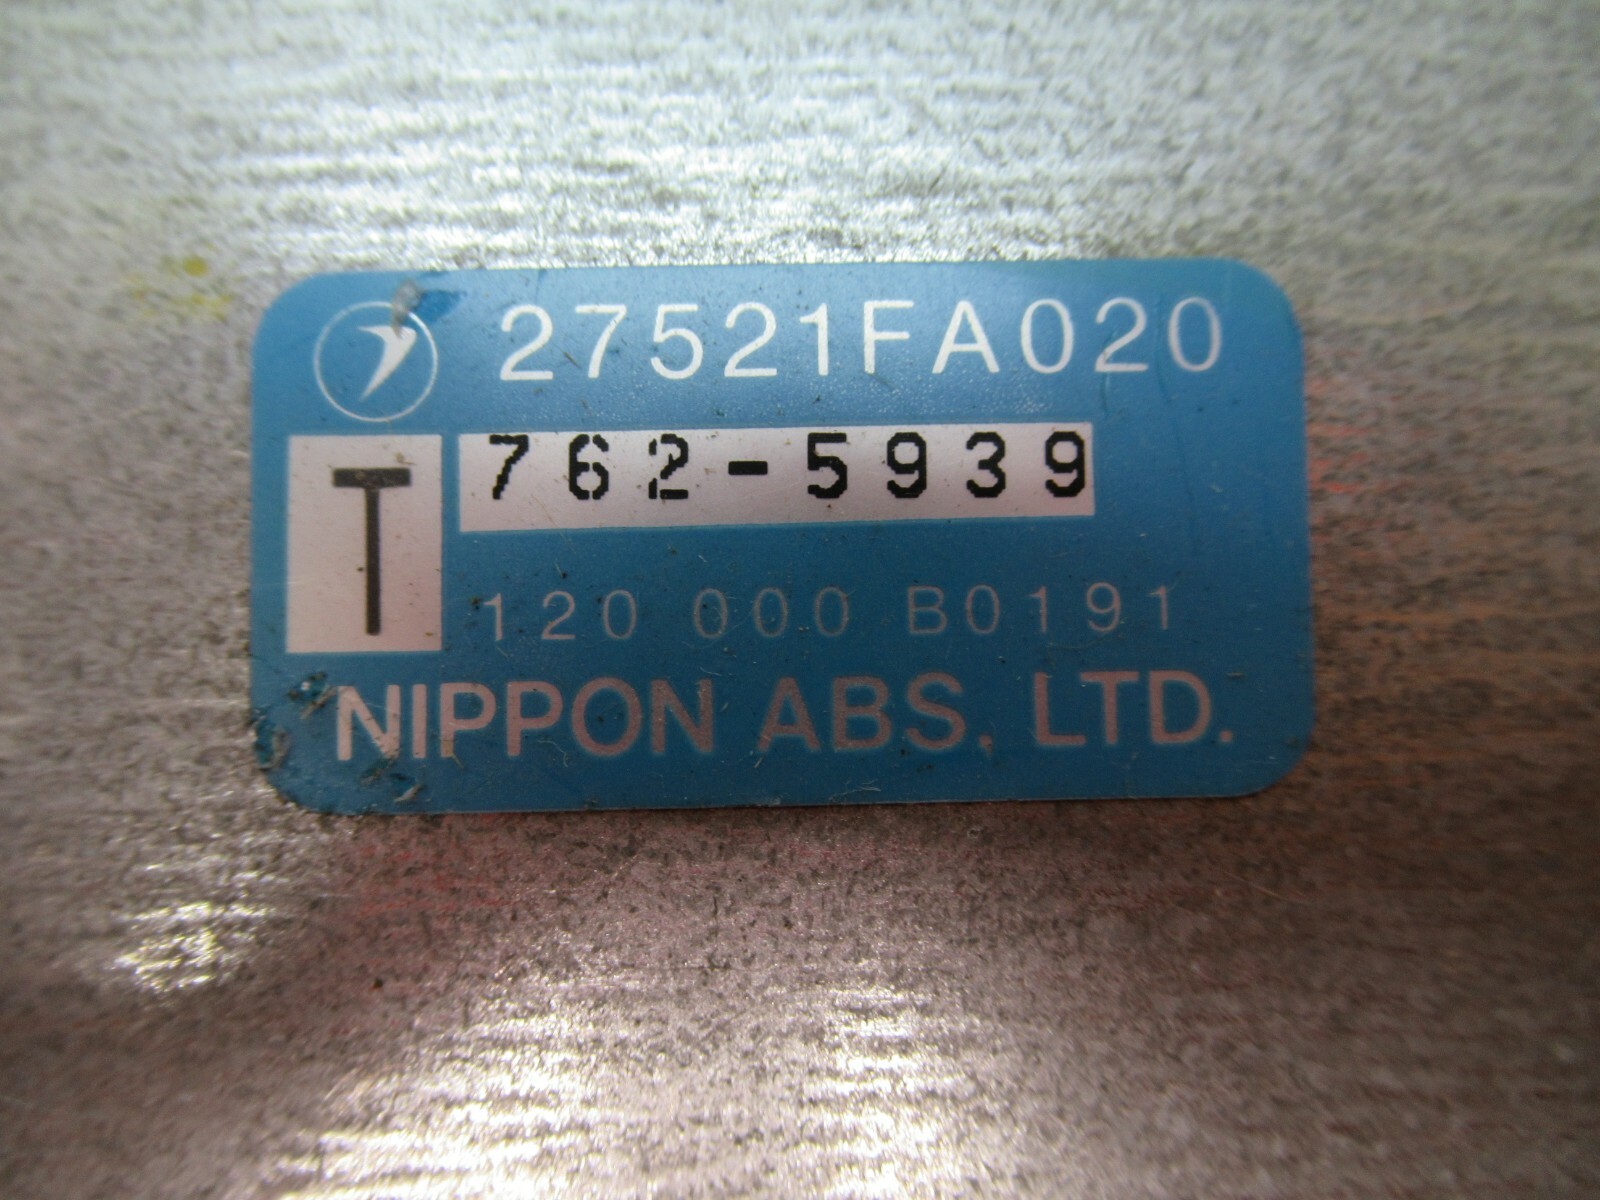 27521FA020
762-5939
T
120 000 B0191
NIPPON ABS, LTD.